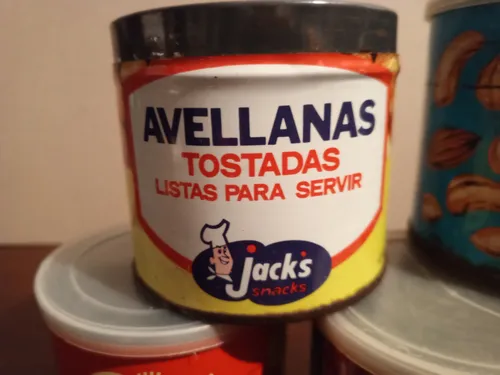 AVELLANAS
TOSTADAS
LISTAS PARA SERVIR
Jack's
snacks